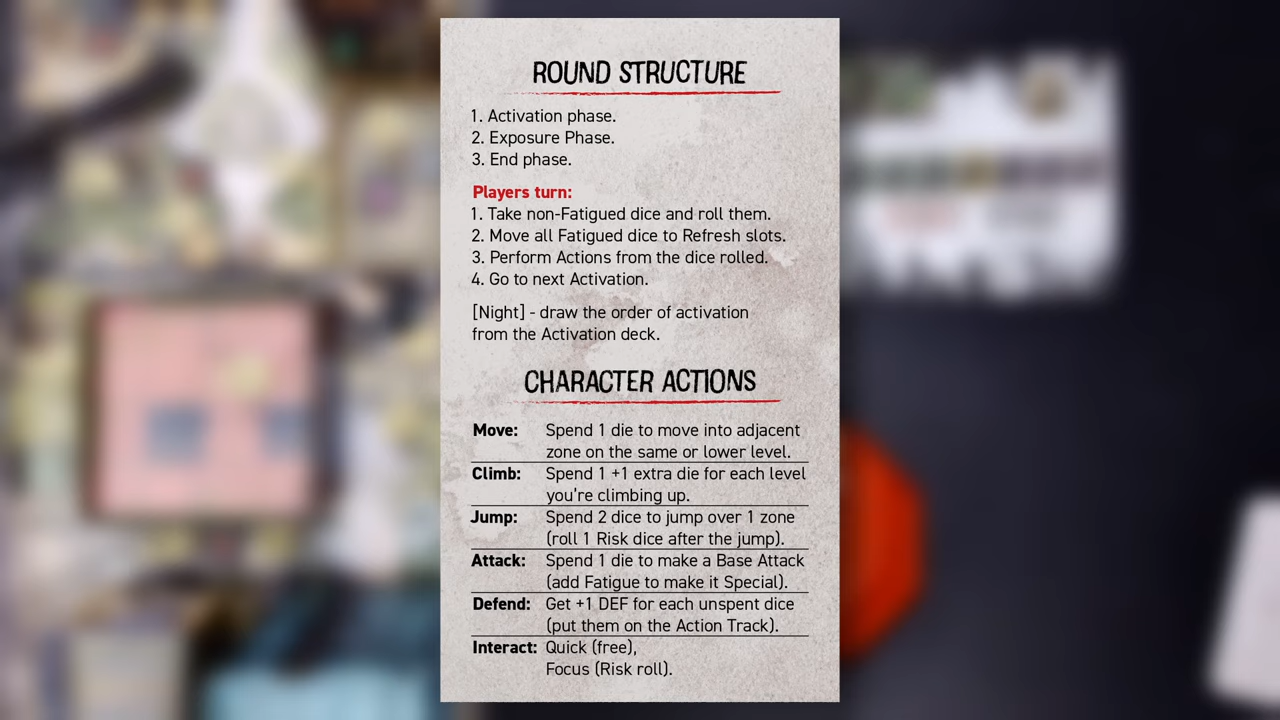 ROUND STRUCTURE
1. Activation phase.
2. Exposure Phase.
3. End phase.
Players turn:
1. Take non-Fatigued dice and roll them.
2. Move all Fatigued dice to Refresh slots.
3. Perform Actions from the dice rolled.
4. Go to next Activation.
[Night] - draw the order of activation
from the Activation deck.
CHARACTER ACTIONS
Move: Spend 1 die to move into adjacent
zone on the same or lower level.
Climb: Spend 1 +1 extra die for each level
you're climbing up.
Jump: Spend 2 dice to jump over 1 zone
(roll 1 Risk dice after the jump).
Attack: Spend 1 die to make a Base Attack
(add Fatigue to make it Special).
Defend: Get +1 DEF for each unspent dice
(put them on the Action Track).
Interact: Quick (free),
Focus (Risk roll).